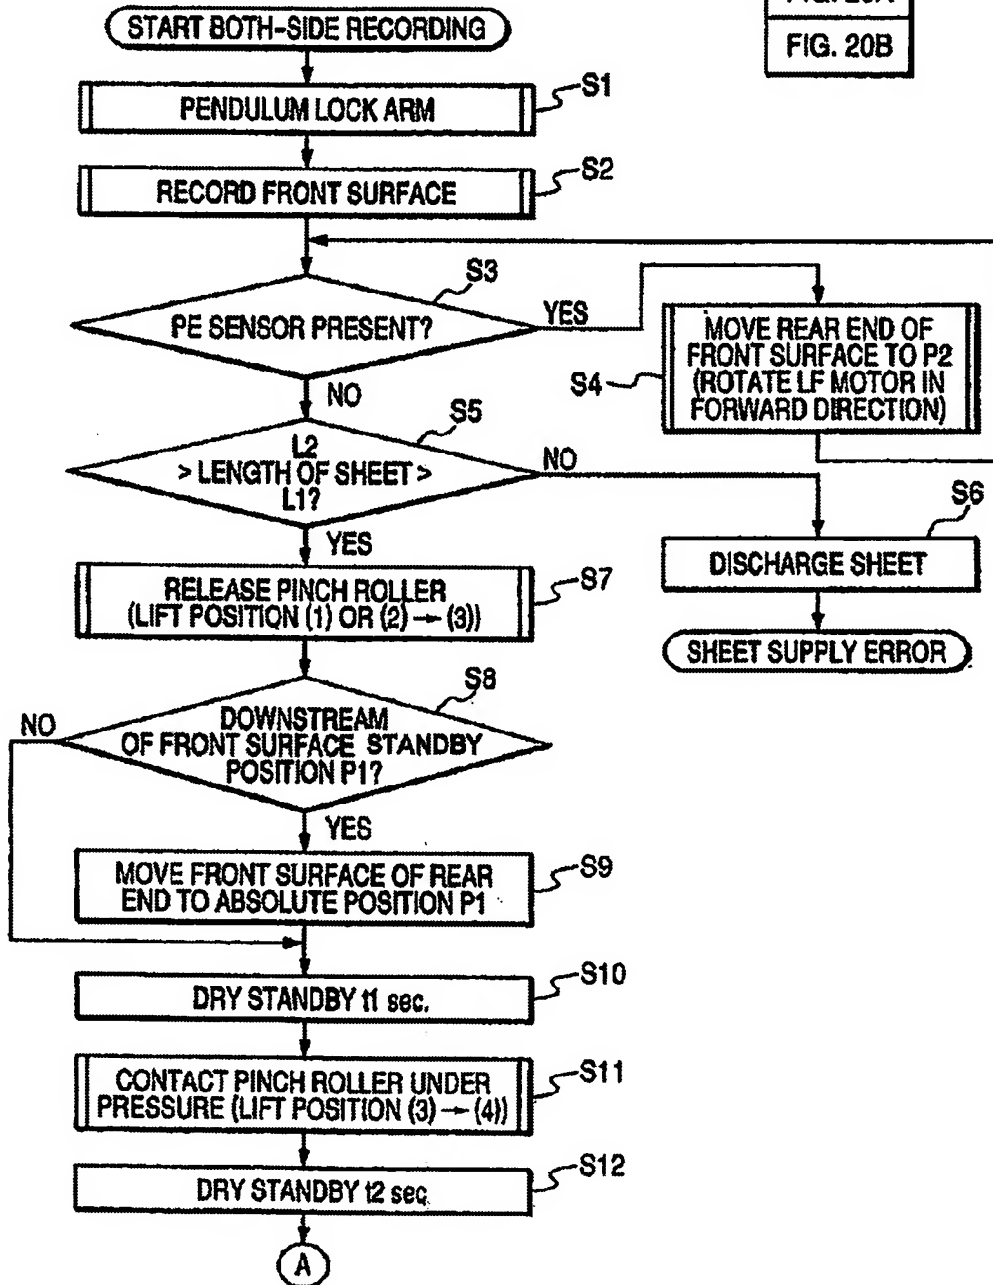 FIG. 20A
FIG. 20B
START BOTH-SIDE RECORDING
PENDULUM LOCK ARM
S1
RECORD FRONT SURFACE
S2
PE SENSOR PRESENT?
S3
YES
NO
MOVE REAR END OF
FRONT SURFACE TO P2
(ROTATE LF MOTOR IN
FORWARD DIRECTION)
S4
L2
> LENGTH OF SHEET >
L1?
S5
NO
YES
DISCHARGE SHEET
S6
SHEET SUPPLY ERROR
RELEASE PINCH ROLLER
(LIFT POSITION (1) OR (2) → (3))
S7
DOWNSTREAM
OF FRONT SURFACE STANDBY
POSITION P1?
S8
NO
YES
MOVE FRONT SURFACE OF REAR
END TO ABSOLUTE POSITION P1
S9
DRY STANDBY t1 sec.
S10
CONTACT PINCH ROLLER UNDER
PRESSURE (LIFT POSITION (3) → (4))
S11
DRY STANDBY t2 sec
S12
A